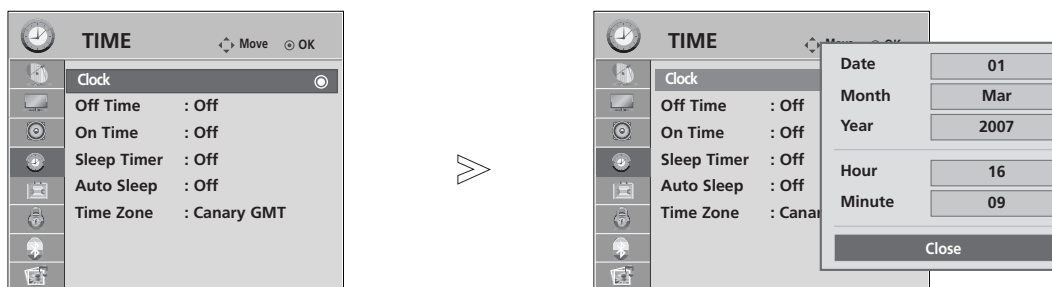 TIME Move OK
Clock
Off Time : Off
On Time : Off
Sleep Timer : Off
Auto Sleep : Off
Time Zone : Canary GMT
TIME
Clock
Off Time : Off
On Time : Off
Sleep Timer : Off
Auto Sleep : Off
Time Zone : Canar
Date 01
Month Mar
Year 2007
Hour 16
Minute 09
Close